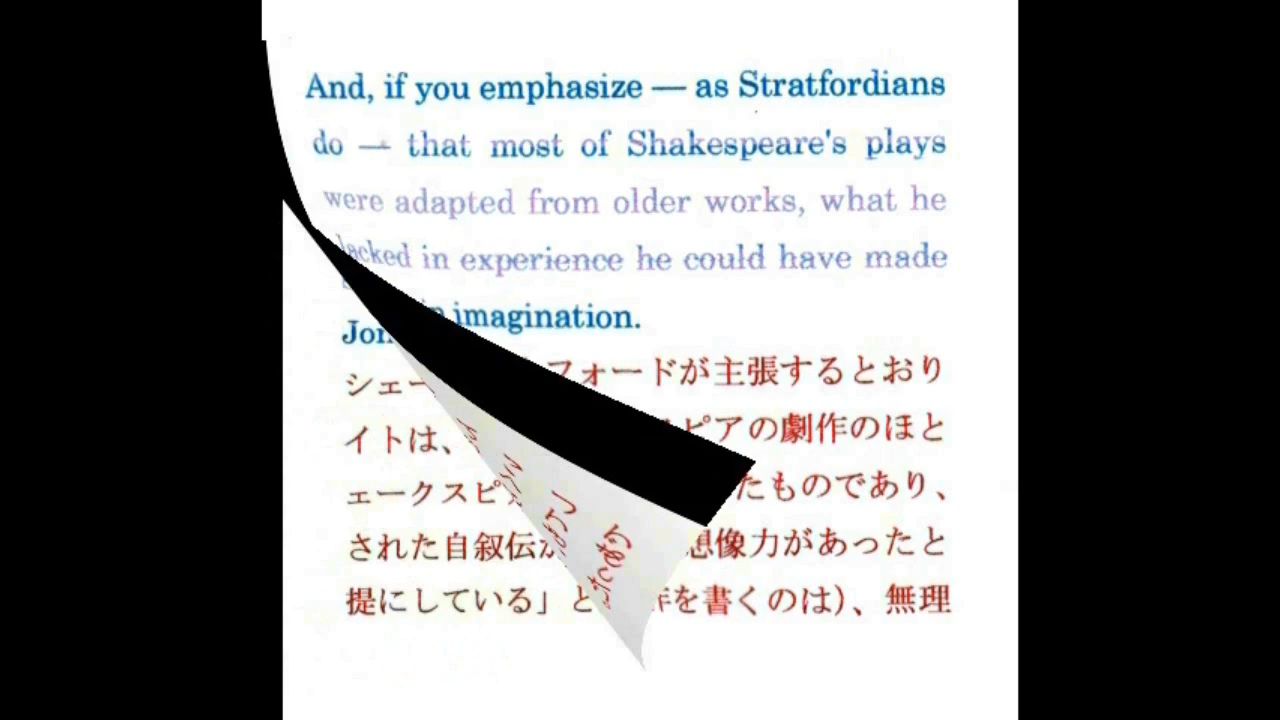 And, if you emphasize — as Stratfordians
do — that most of Shakespeare's plays
were adapted from older works, what he
lacked in experience he could have made
in imagination.
Jon
シェー フォードが主張するとおり
イトは、 ピアの劇作のほと
ェークスピ たものであり、
された自叙伝が 想像力があったと
提にしている」と 作を書くのは)、無理